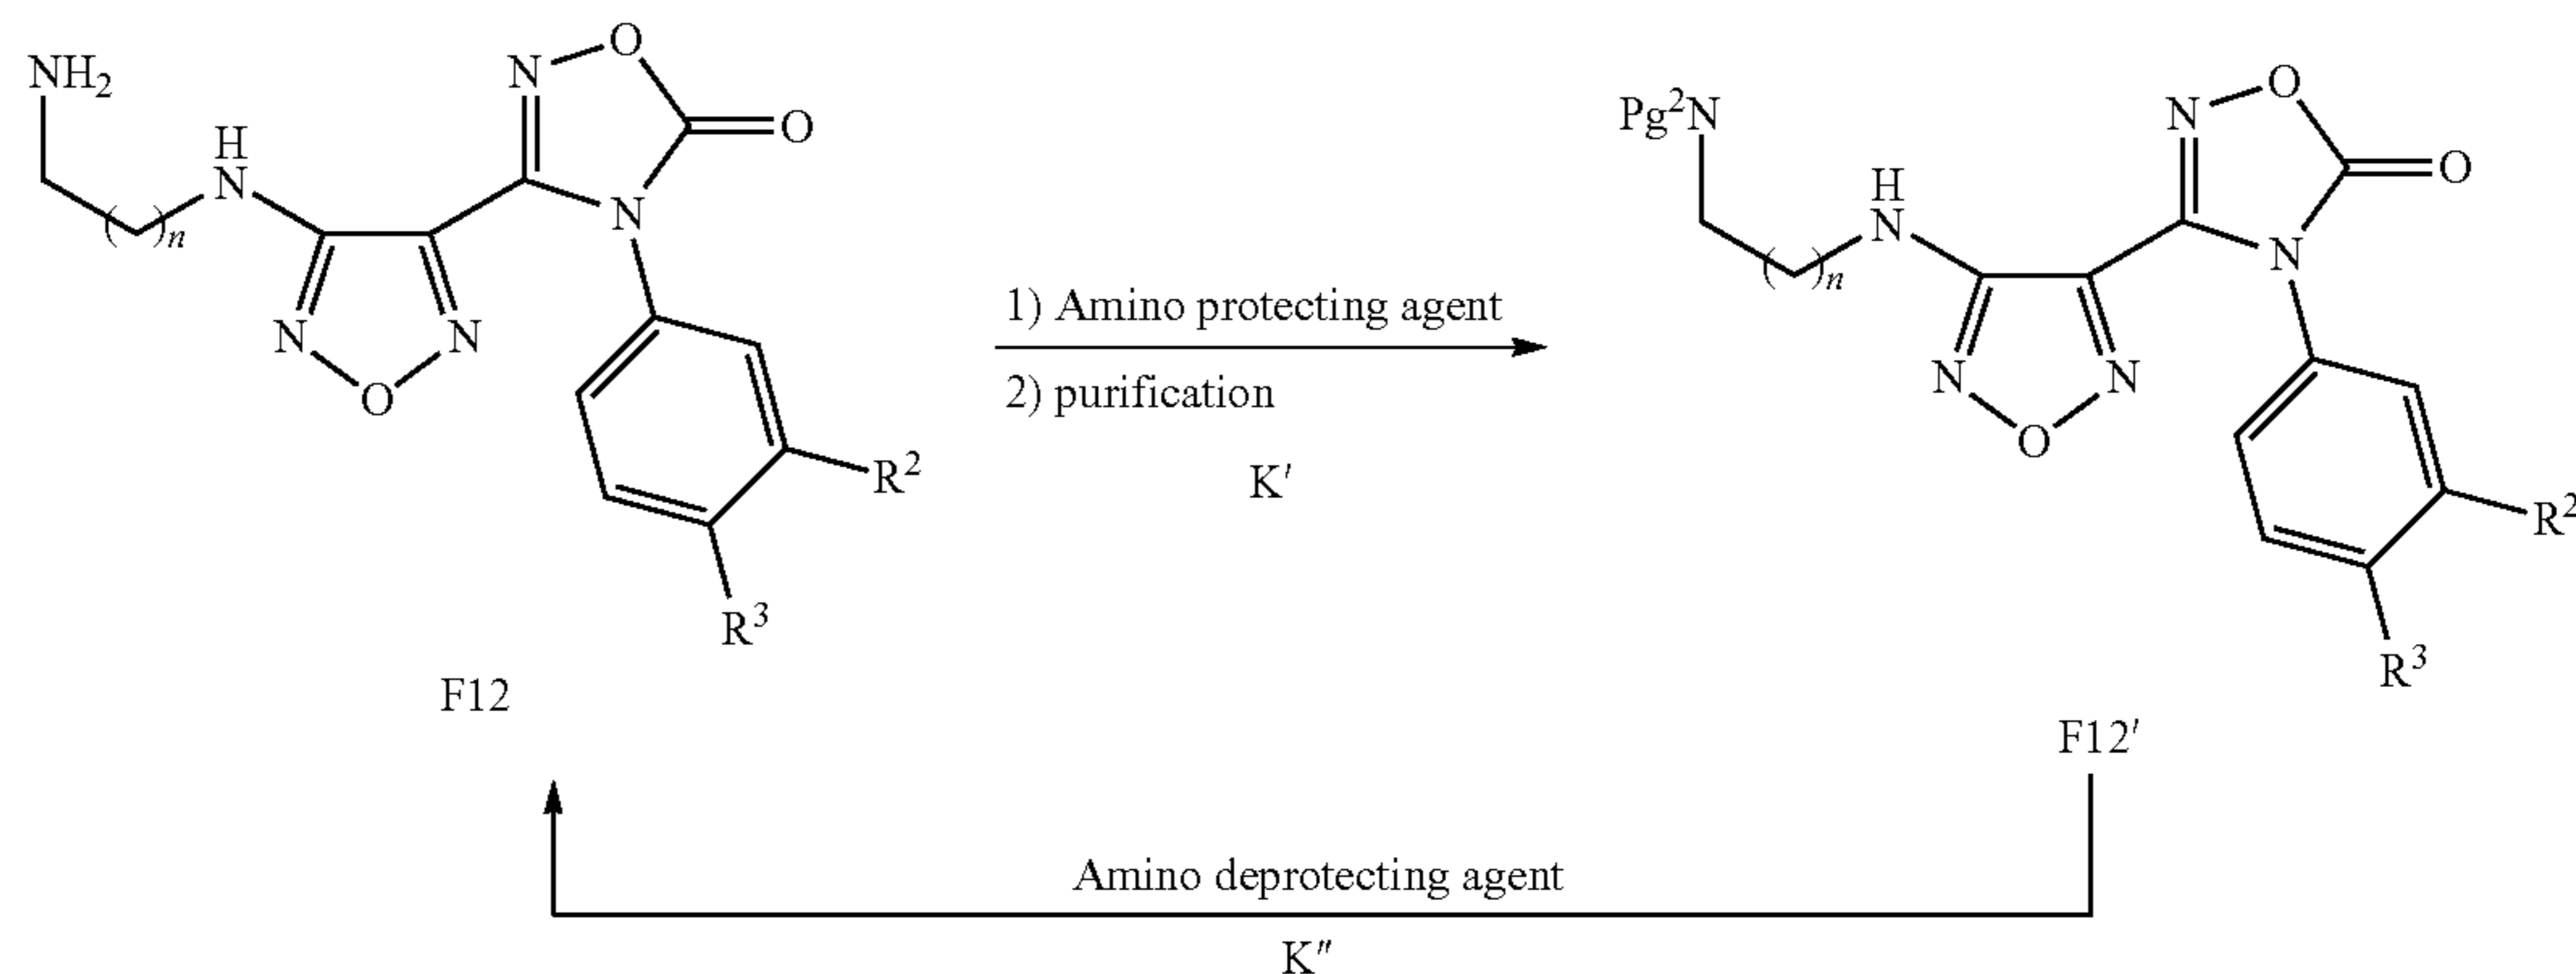 NH2
H
N
( )n
N
O
O
N
N
N
O
R2
R3
F12
1) Amino protecting agent
2) purification
K′
Pg2N
H
N
( )n
N
O
O
N
N
N
O
R2
R3
F12′
Amino deprotecting agent
K″